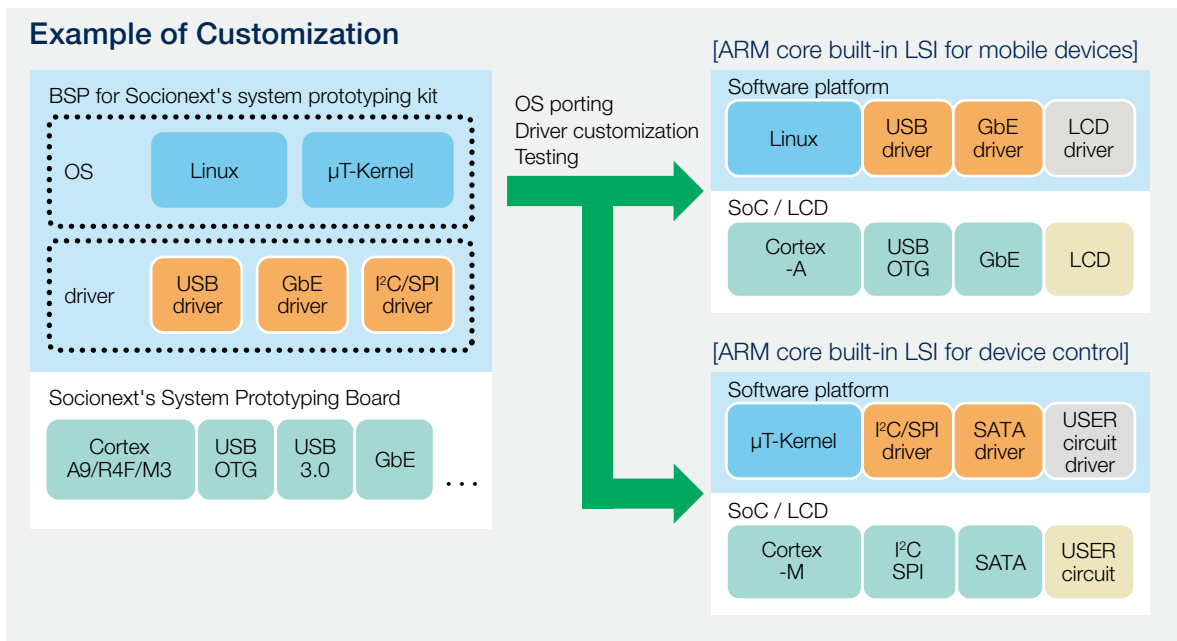 Example of Customization
BSP for Socionext's system prototyping kit
OS
Linux
µT-Kernel
driver
USB
driver
GbE
driver
I²C/SPI
driver
Socionext's System Prototyping Board
Cortex
A9/R4F/M3
USB
OTG
USB
3.0
GbE
...
OS porting
Driver customization
Testing
[ARM core built-in LSI for mobile devices]
Software platform
Linux
USB
driver
GbE
driver
LCD
driver
SoC / LCD
Cortex
-A
USB
OTG
GbE
LCD
[ARM core built-in LSI for device control]
Software platform
µT-Kernel
I²C/SPI
driver
SATA
driver
USER
circuit
driver
SoC / LCD
Cortex
-M
I²C
SPI
SATA
USER
circuit